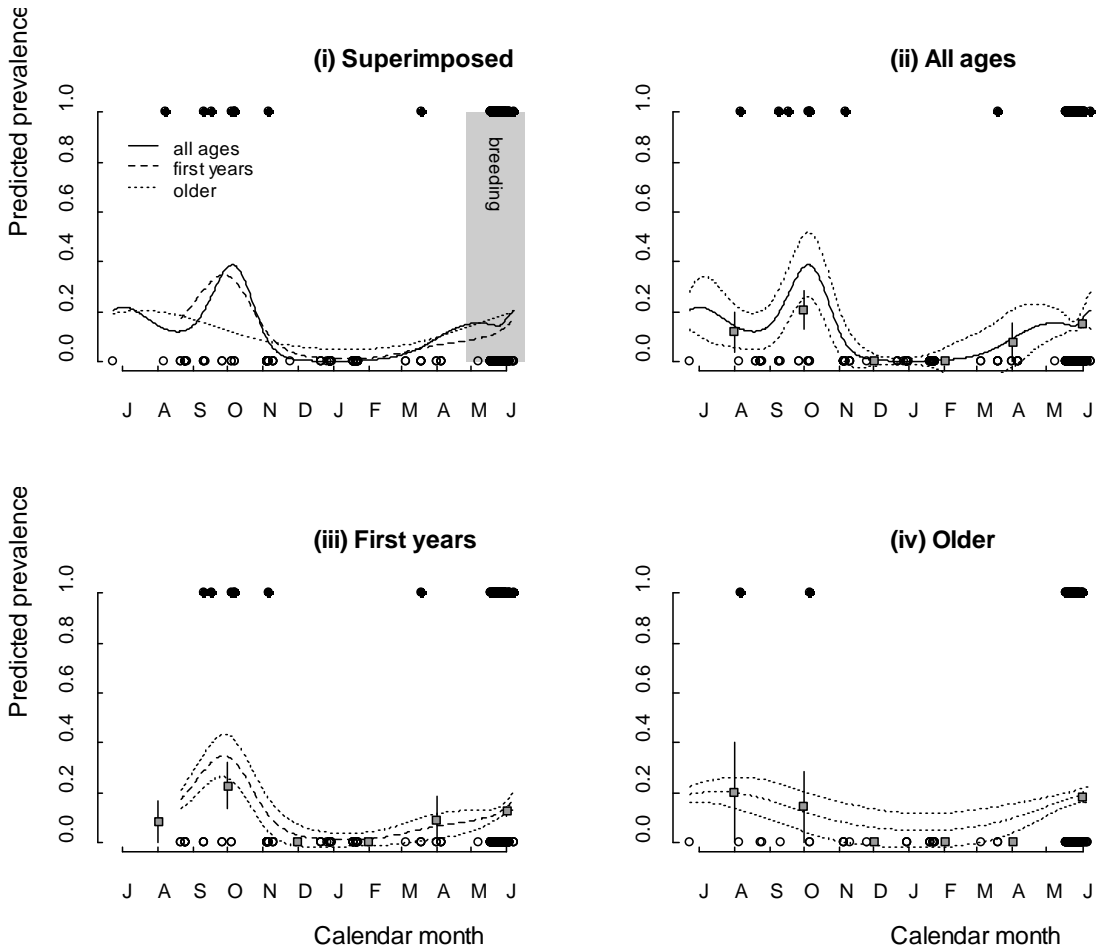 (i) Superimposed
Predicted prevalence
0.0 0.2 0.4 0.6 0.8 1.0
all ages
first years
older
breeding
J A S O N D J F M A M J
(ii) All ages
0.0 0.2 0.4 0.6 0.8 1.0
J A S O N D J F M A M J
(iii) First years
Predicted prevalence
0.0 0.2 0.4 0.6 0.8 1.0
J A S O N D J F M A M J
Calendar month
(iv) Older
0.0 0.2 0.4 0.6 0.8 1.0
J A S O N D J F M A M J
Calendar month